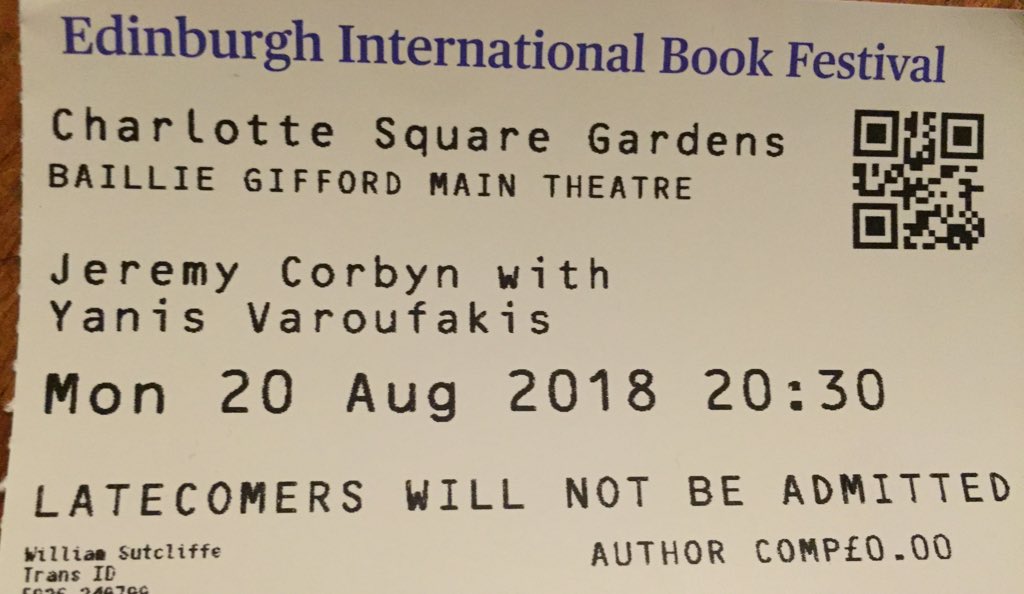 Edinburgh International Book Festival
Charlotte Square Gardens
BAILLIE GIFFORD MAIN THEATRE
Jeremy Corbyn with
Yanis Varoufakis
Mon 20 Aug 2018 20:30
LATECOMERS WILL NOT BE ADMITTED
William Sutcliffe
AUTHOR COMP£0.00
Trans ID